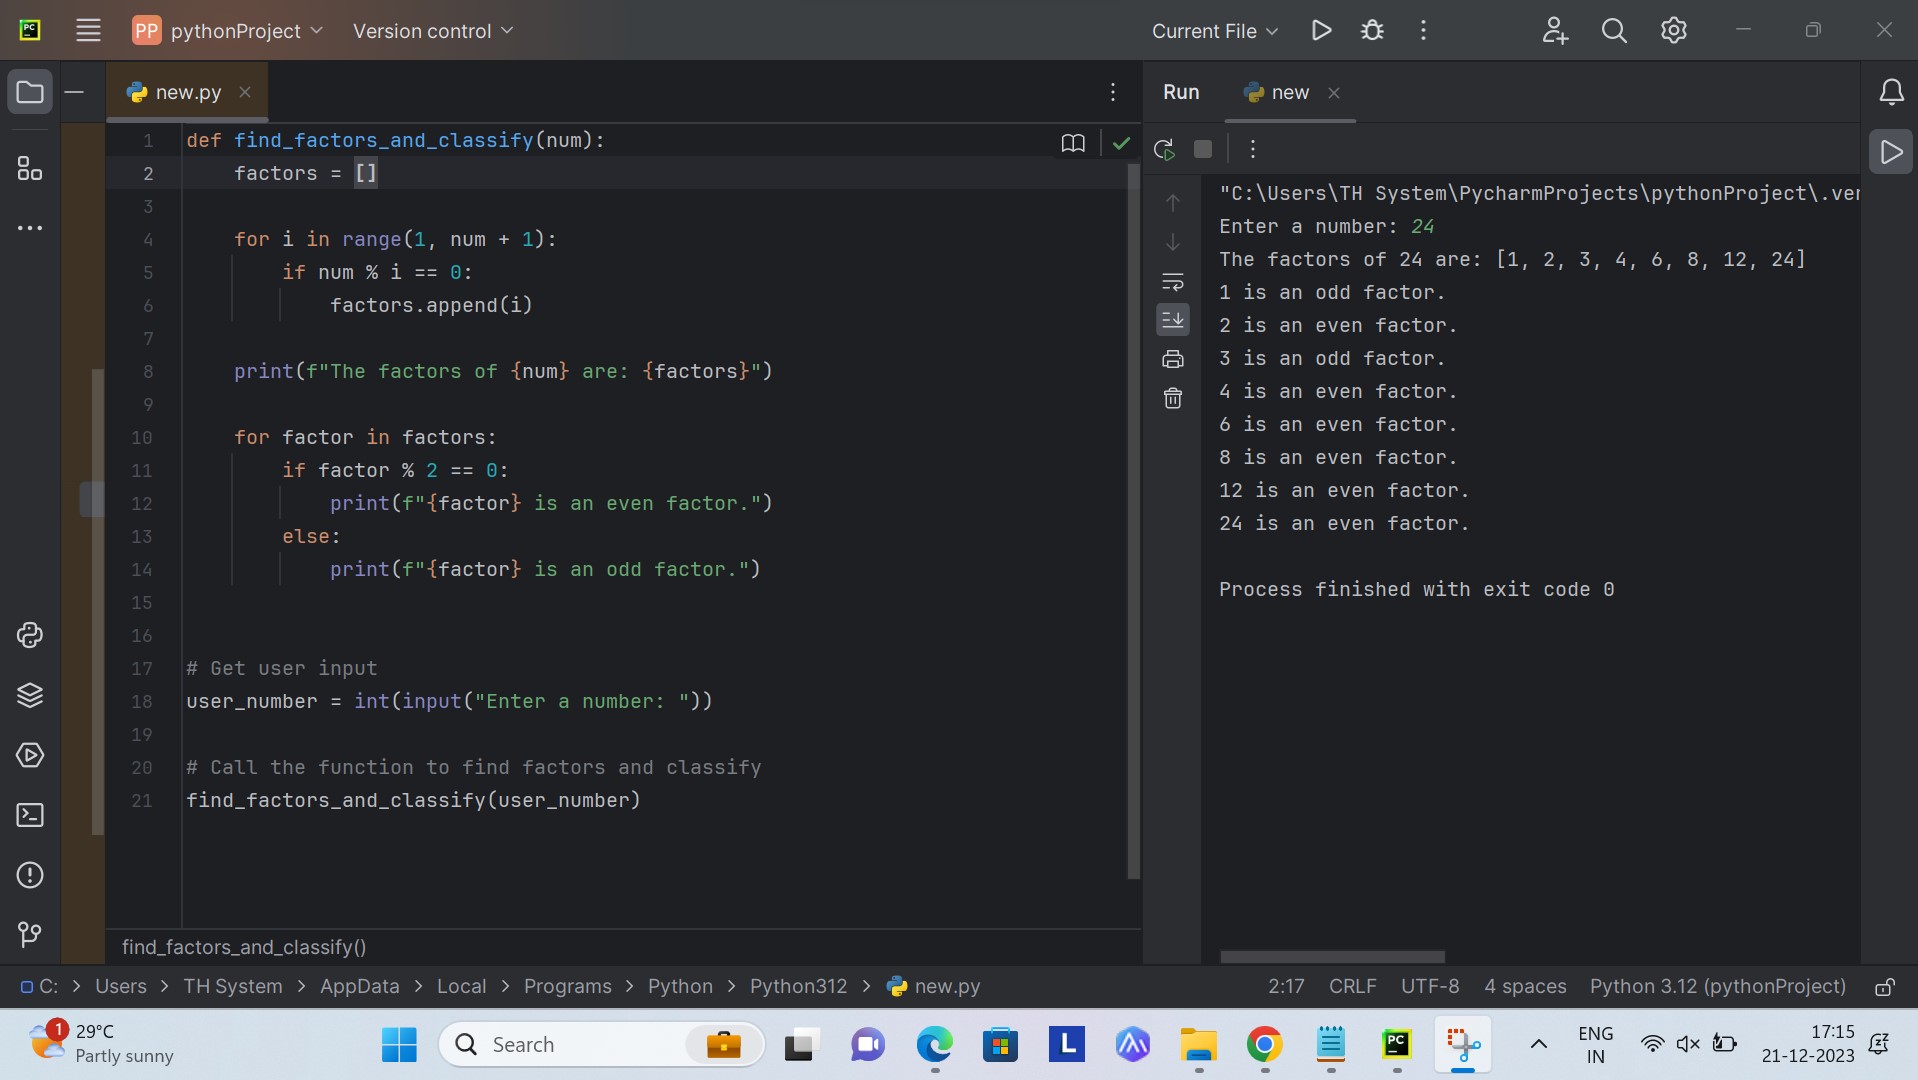 PC PP pythonProject Version control Current File
new.py Run new
1 def find_factors_and_classify(num):
2 factors = []
3
4 for i in range(1, num + 1):
5 if num % i == 0:
6 factors.append(i)
7
8 print(f"The factors of {num} are: {factors}")
9
10 for factor in factors:
11 if factor % 2 == 0:
12 print(f"{factor} is an even factor.")
13 else:
14 print(f"{factor} is an odd factor.")
15
16
17 # Get user input
18 user_number = int(input("Enter a number: "))
19
20 # Call the function to find factors and classify
21 find_factors_and_classify(user_number)
find_factors_and_classify()
"C:\Users\TH System\PycharmProjects\pythonProject\.ver
Enter a number: 24
The factors of 24 are: [1, 2, 3, 4, 6, 8, 12, 24]
1 is an odd factor.
2 is an even factor.
3 is an odd factor.
4 is an even factor.
6 is an even factor.
8 is an even factor.
12 is an even factor.
24 is an even factor.
Process finished with exit code 0
C: > Users > TH System > AppData > Local > Programs > Python > Python312 > new.py 2:17 CRLF UTF-8 4 spaces Python 3.12 (pythonProject)
1 29°C
Partly sunny
Search
L
PC
ENG
IN
17:15
21-12-2023